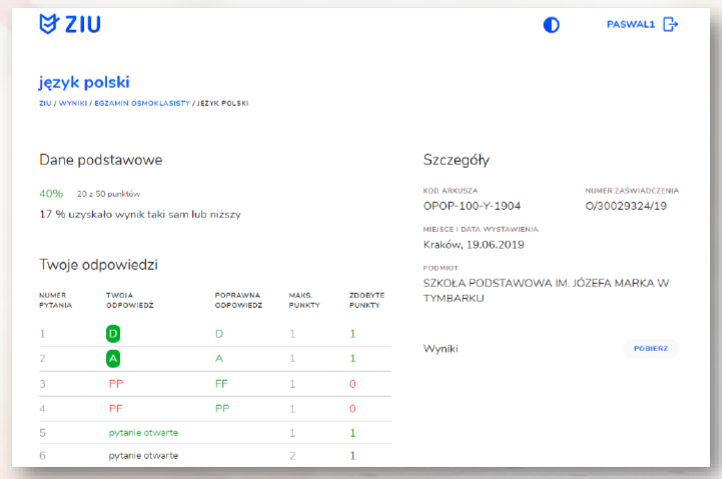 ZIU
PASWAL1
język polski
ZIU / WYNIKI / EGZAMIN ÓSMOKLASISTY / JĘZYK POLSKI
Dane podstawowe
40% 20 z 50 punktów
17 % uzyskało wynik taki sam lub niższy
Twoje odpowiedzi
NUMER PYTANIA TWOJA ODPOWIEDŹ POPRAWNA ODPOWIEDŹ MAKS. PUNKTY ZDOBYTE PUNKTY
1 D D 1 1
2 A A 1 1
3 PP FF 1 0
4 PF PP 1 0
5 pytanie otwarte 1 1
6 pytanie otwarte 2 1
Szczegóły
KOD ARKUSZA NUMER ZAŚWIADCZENIA
OPOP-100-Y-1904 O/30029324/19
MIEJSCE I DATA WYSTAWIENIA
Kraków, 19.06.2019
PODMIOT
SZKOŁA PODSTAWOWA IM. JÓZEFA MARKA W
TYMBARKU
Wyniki POBIERZ